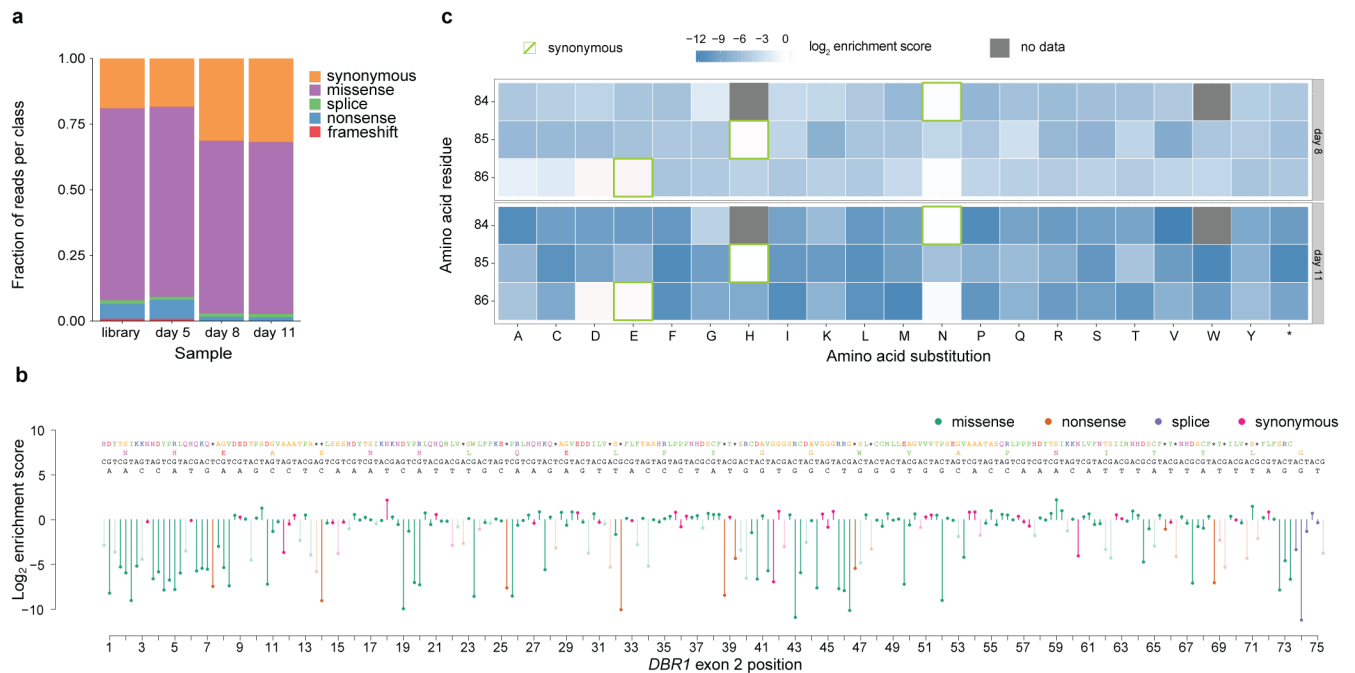 a
Fraction of reads per class
1.00
0.75
0.50
0.25
0.00
library day 5 day 8 day 11
Sample
synonymous
missense
splice
nonsense
frameshift
c
synonymous
−12 −9 −6 −3 0
log2 enrichment score
no data
Amino acid residue
84
85
86
day 8
84
85
86
day 11
A C D E F G H I K L M N P Q R S T V W Y *
Amino acid substitution
b
missense nonsense splice synonymous
Log2 enrichment score
10
5
0
−5
−10
1 3 5 7 9 11 13 15 17 19 21 23 25 27 29 31 33 35 37 39 41 43 45 47 49 51 53 55 57 59 61 63 65 67 69 71 73 75
DBR1 exon 2 position